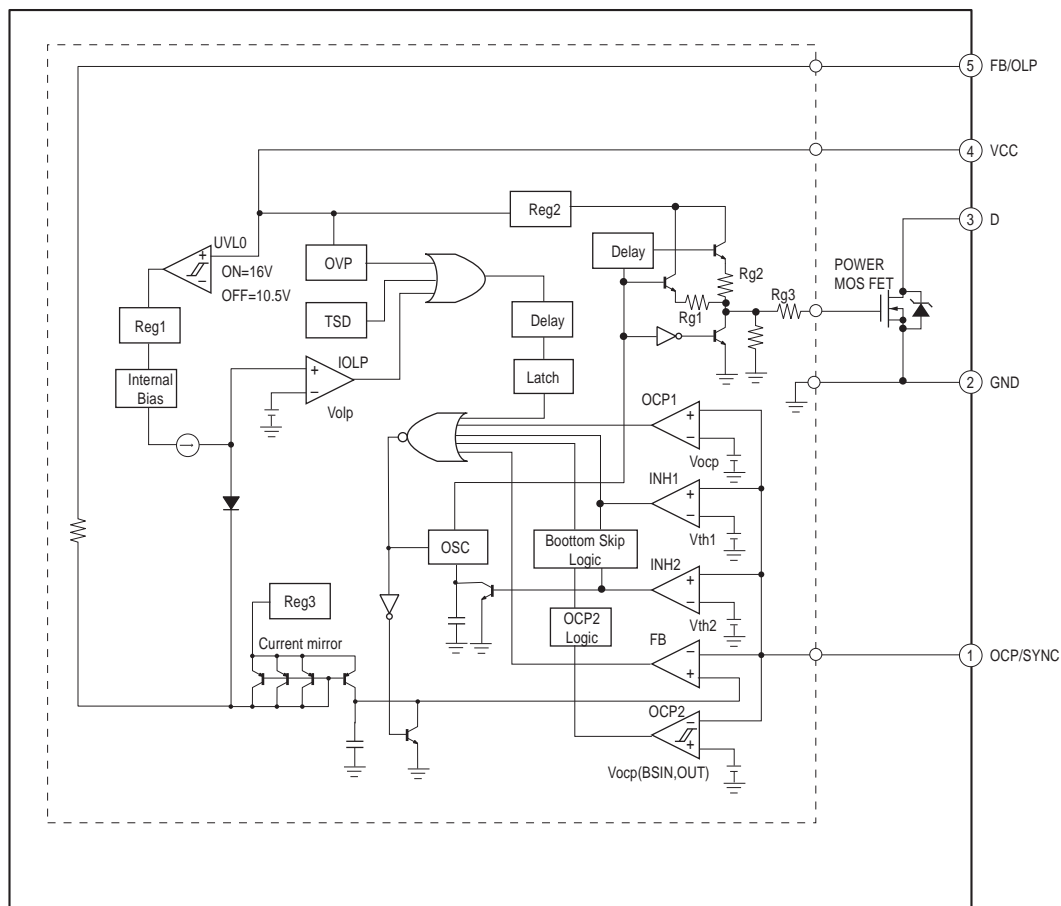 5 FB/OLP
4 VCC
Reg2
3 D
UVL0
ON=16V
OFF=10.5V
OVP
Delay
Rg2
POWER
MOS FET
Rg3
Reg1
TSD
Delay
Rg1
IOLP
Internal
Bias
Latch
Volp
2 GND
OCP1
Vocp
INH1
OSC
Boottom Skip
Logic
Vth1
INH2
Reg3
OCP2
Logic
Vth2
Current mirror
FB
1 OCP/SYNC
OCP2
Vocp(BSIN,OUT)